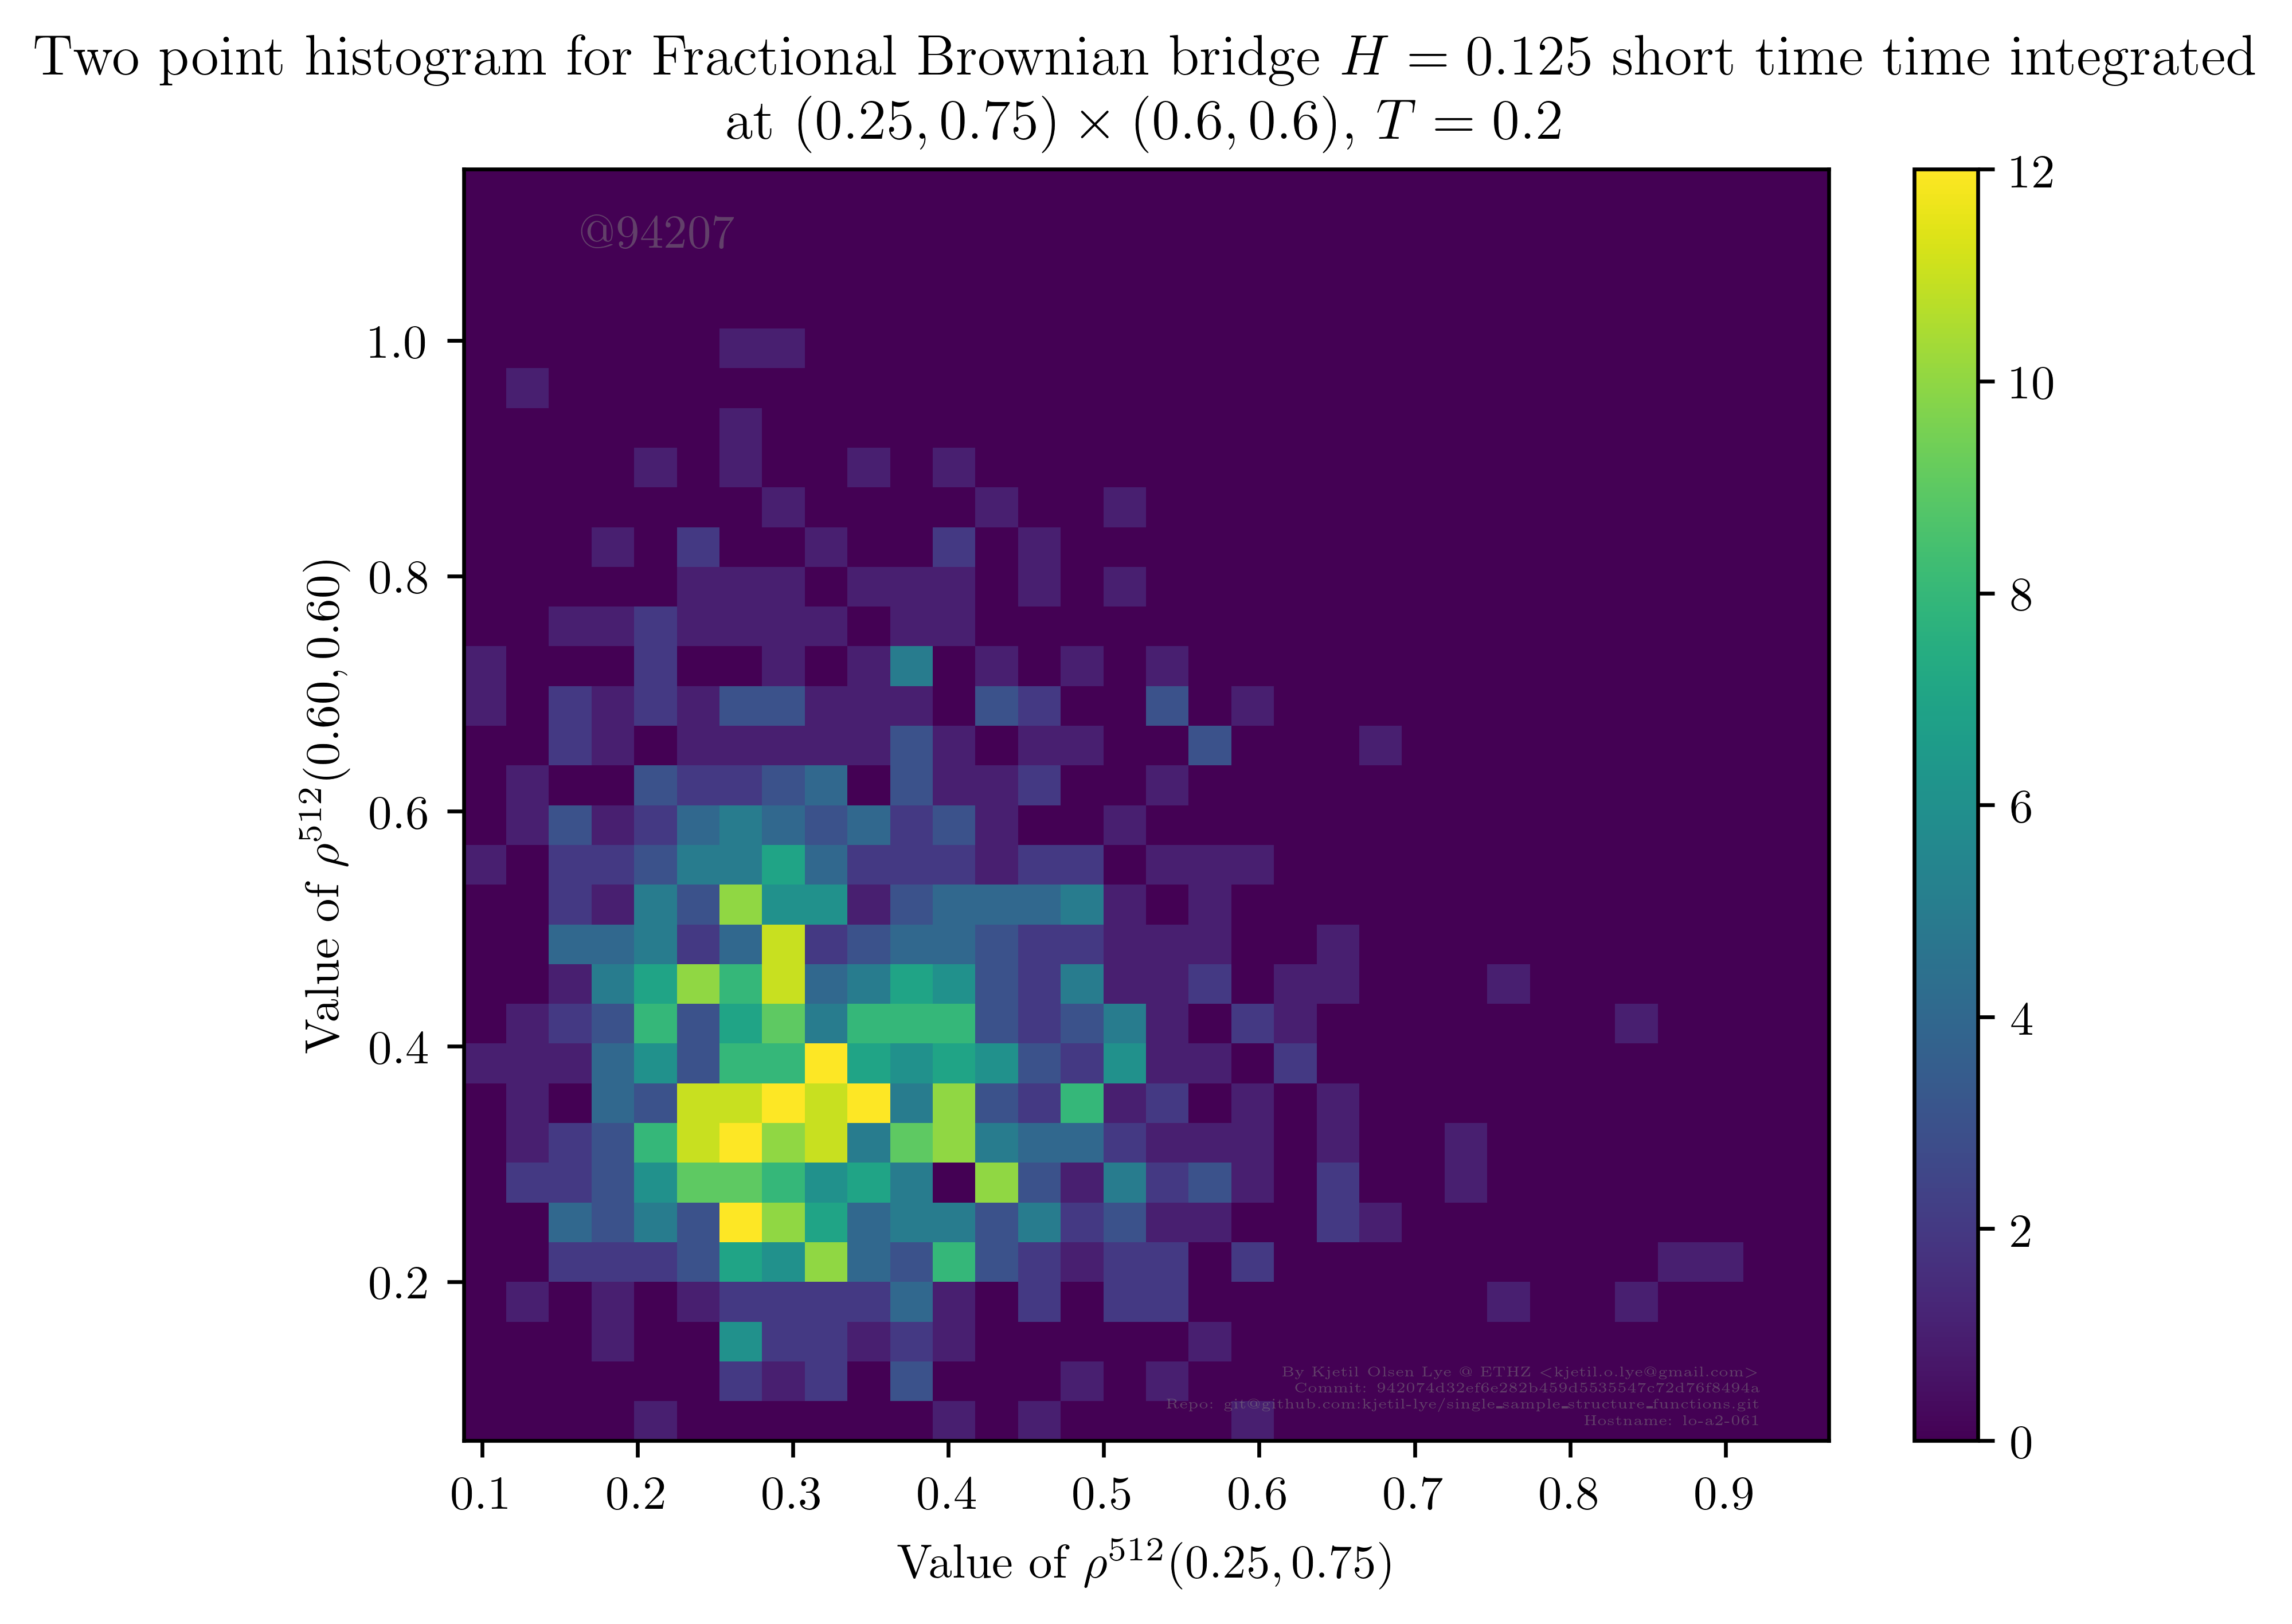 Two point histogram for Fractional Brownian bridge H = 0.125 short time time integrated
at (0.25, 0.75) × (0.6, 0.6), T = 0.2
@94207
12
10
8
6
4
2
0
1.0
0.8
0.6
0.4
0.2
Value of ρ^512(0.60, 0.60)
By Kjetil Olsen Lye @ ETHZ <kjetil.o.lye@gmail.com>
Commit: 942074d32ef6e282b459d5535547c72d76f8494a
Repo: git@github.com:kjetil-lye/single_sample_structure_functions.git
Hostname: lo-a2-061
0.1 0.2 0.3 0.4 0.5 0.6 0.7 0.8 0.9
Value of ρ^512(0.25, 0.75)